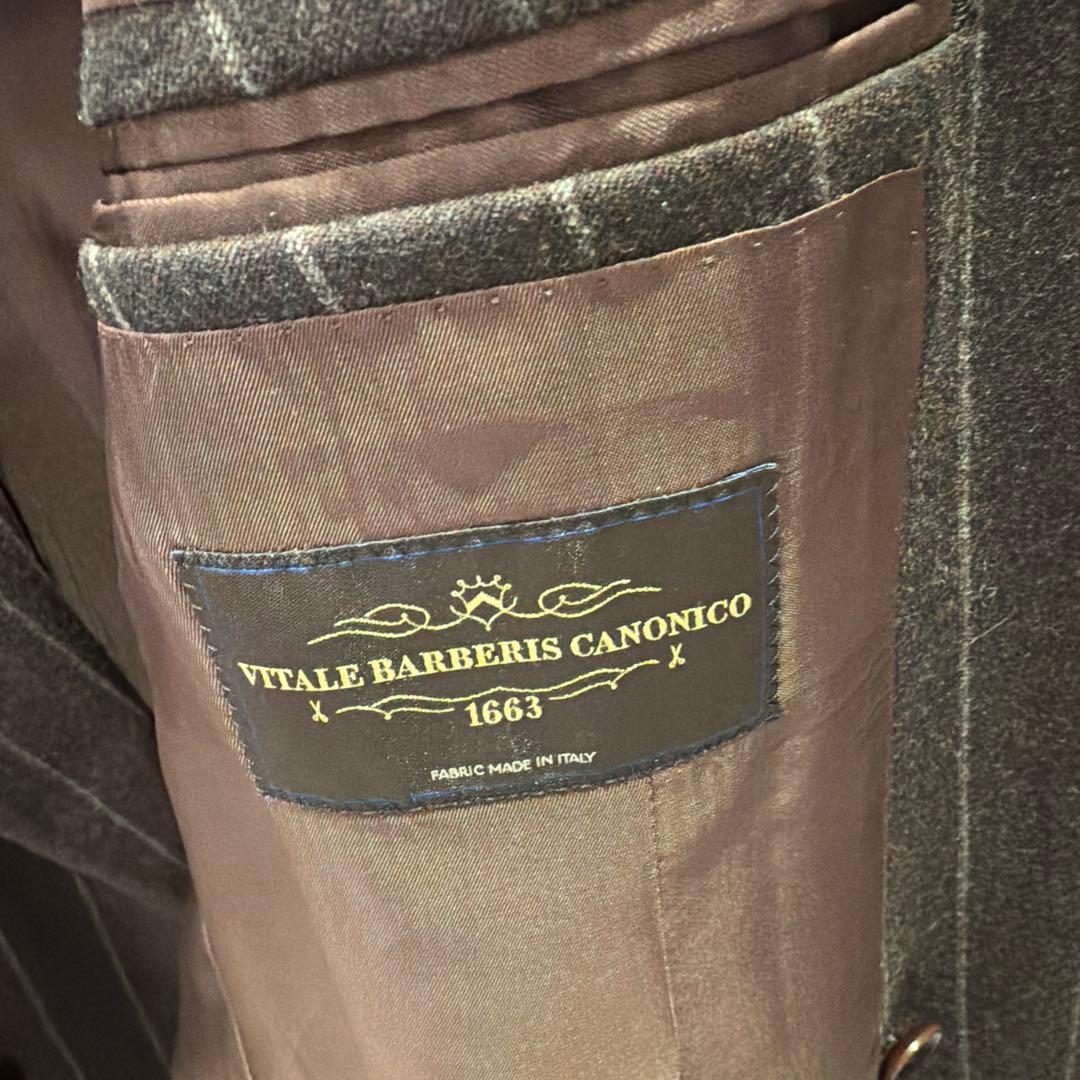 VITALE BARBERIS CANONICO
1663
FABRIC MADE IN ITALY